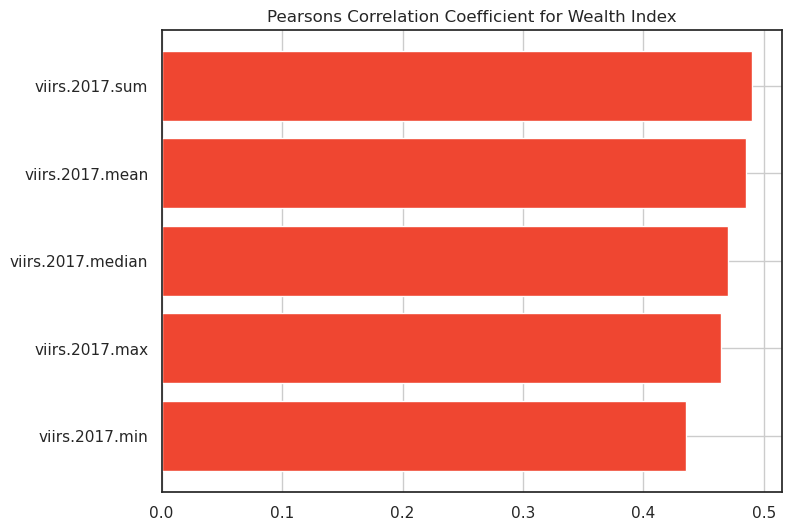 Pearsons Correlation Coefficient for Wealth Index
viirs.2017.sum
viirs.2017.mean
viirs.2017.median
viirs.2017.max
viirs.2017.min
0.0 0.1 0.2 0.3 0.4 0.5